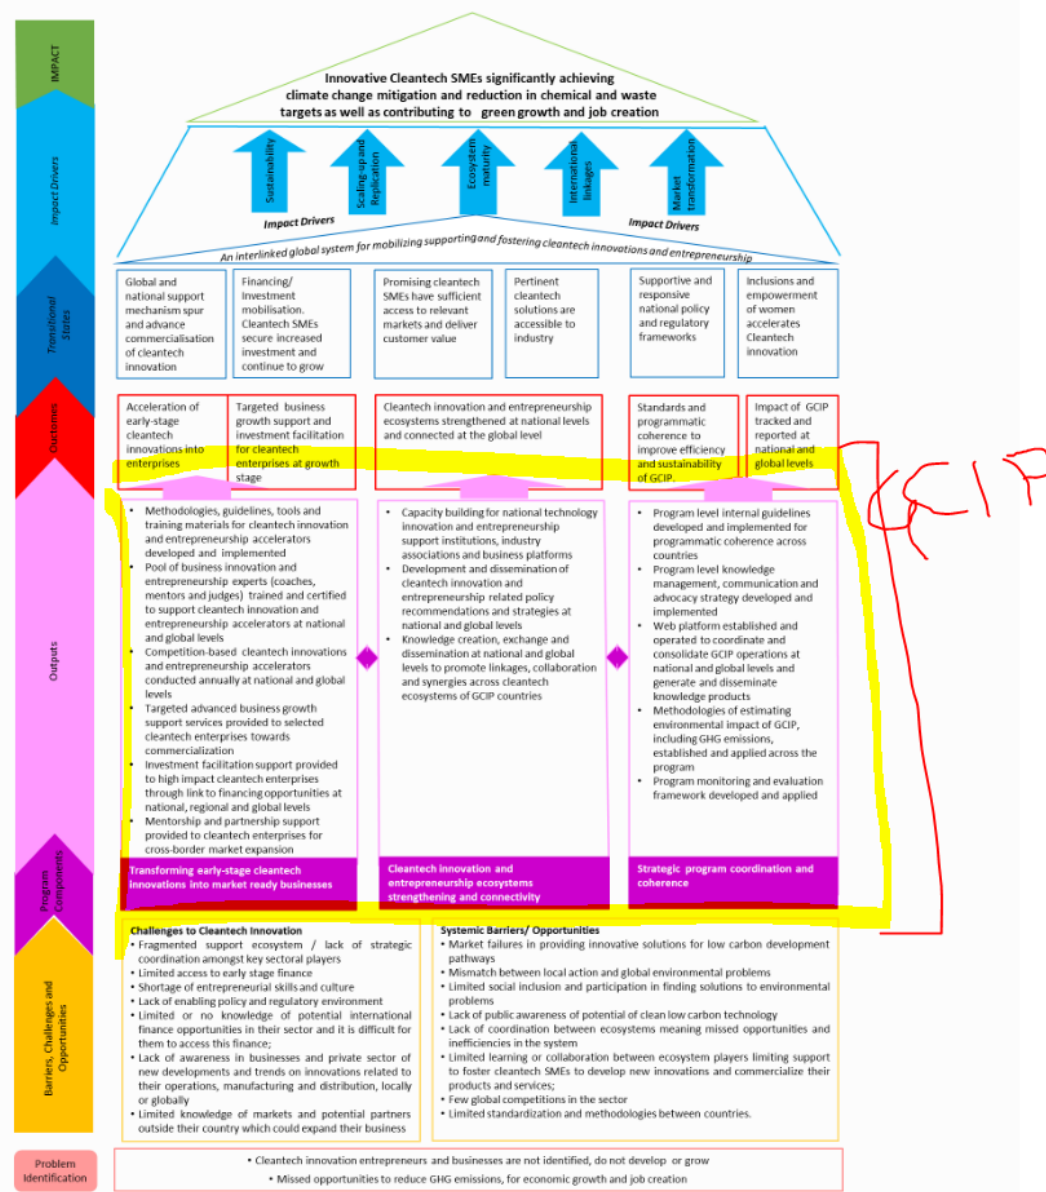 IMPACT
Innovative Cleantech SMEs significantly achieving
climate change mitigation and reduction in chemical and waste
targets as well as contributing to green growth and job creation
Impact Drivers
Sustainability
Scaling-up and
Replication
Ecosystem
maturity
International
linkages
Market
transformation
Impact Drivers
Impact Drivers
An interlinked global system for mobilizing supporting and fostering cleantech innovations and entrepreneurship
Transitional
States
Global and
national support
mechanism spur
and advance
commercialisation
of cleantech
innovation
Financing/
Investment
mobilisation.
Cleantech SMEs
secure increased
investment and
continue to grow
Promising cleantech
SMEs have sufficient
access to relevant
markets and deliver
customer value
Pertinent
cleantech
solutions are
accessible to
industry
Supportive and
responsive
national policy
and regulatory
frameworks
Inclusions and
empowerment
of women
accelerates
Cleantech
innovation
Ouctomes
Acceleration of
early-stage
cleantech
innovations into
enterprises
Targeted business
growth support and
investment facilitation
for cleantech
enterprises at growth
stage
Cleantech innovation and entrepreneurship
ecosystems strengthened at national levels
and connected at the global level
Standards and
programmatic
coherence to
improve efficiency
and sustainability
of GCIP.
Impact of GCIP
tracked and
reported at
national and
global levels
GCIP
Outputs
• Methodologies, guidelines, tools and
training materials for cleantech innovation
and entrepreneurship accelerators
developed and implemented
• Pool of business innovation and
entrepreneurship experts (coaches,
mentors and judges) trained and certified
to support cleantech innovation and
entrepreneurship accelerators at national
and global levels
• Competition-based cleantech innovations
and entrepreneurship accelerators
conducted annually at national and global
levels
• Targeted advanced business growth
support services provided to selected
cleantech enterprises towards
commercialization
• Investment facilitation support provided
to high impact cleantech enterprises
through link to financing opportunities at
national, regional and global levels
• Mentorship and partnership support
provided to cleantech enterprises for
cross-border market expansion
• Capacity building for national technology
innovation and entrepreneurship
support institutions, industry
associations and business platforms
• Development and dissemination of
cleantech innovation and
entrepreneurship related policy
recommendations and strategies at
national and global levels
• Knowledge creation, exchange and
dissemination at national and global
levels to promote linkages, collaboration
and synergies across cleantech
ecosystems of GCIP countries
• Program level internal guidelines
developed and implemented for
programmatic coherence across
countries
• Program level knowledge
management, communication and
advocacy strategy developed and
implemented
• Web platform established and
operated to coordinate and
consolidate GCIP operations at
national and global levels and
generate and disseminate
knowledge products
• Methodologies of estimating
environmental impact of GCIP,
including GHG emissions,
established and applied across the
program
• Program monitoring and evaluation
framework developed and applied
Program
Components
Transforming early-stage cleantech
innovations into market ready businesses
Cleantech innovation and
entrepreneurship ecosystems
strengthening and connectivity
Strategic program coordination and
coherence
Barriers, Challenges and
Opportunities
Challenges to Cleantech Innovation
• Fragmented support ecosystem / lack of strategic
coordination amongst key sectoral players
• Limited access to early stage finance
• Shortage of entrepreneurial skills and culture
• Lack of enabling policy and regulatory environment
• Limited or no knowledge of potential international
finance opportunities in their sector and it is difficult for
them to access this finance;
• Lack of awareness in businesses and private sector of
new developments and trends on innovations related to
their operations, manufacturing and distribution, locally
or globally
• Limited knowledge of markets and potential partners
outside their country which could expand their business
Systemic Barriers/ Opportunities
• Market failures in providing innovative solutions for low carbon development
pathways
• Mismatch between local action and global environmental problems
• Limited social inclusion and participation in finding solutions to environmental
problems
• Lack of public awareness of potential of clean low carbon technology
• Lack of coordination between ecosystems meaning missed opportunities and
inefficiencies in the system
• Limited learning or collaboration between ecosystem players limiting support
to foster cleantech SMEs to develop new innovations and commercialize their
products and services;
• Few global competitions in the sector
• Limited standardization and methodologies between countries.
Problem
Identification
• Cleantech innovation entrepreneurs and businesses are not identified, do not develop or grow
• Missed opportunities to reduce GHG emissions, for economic growth and job creation